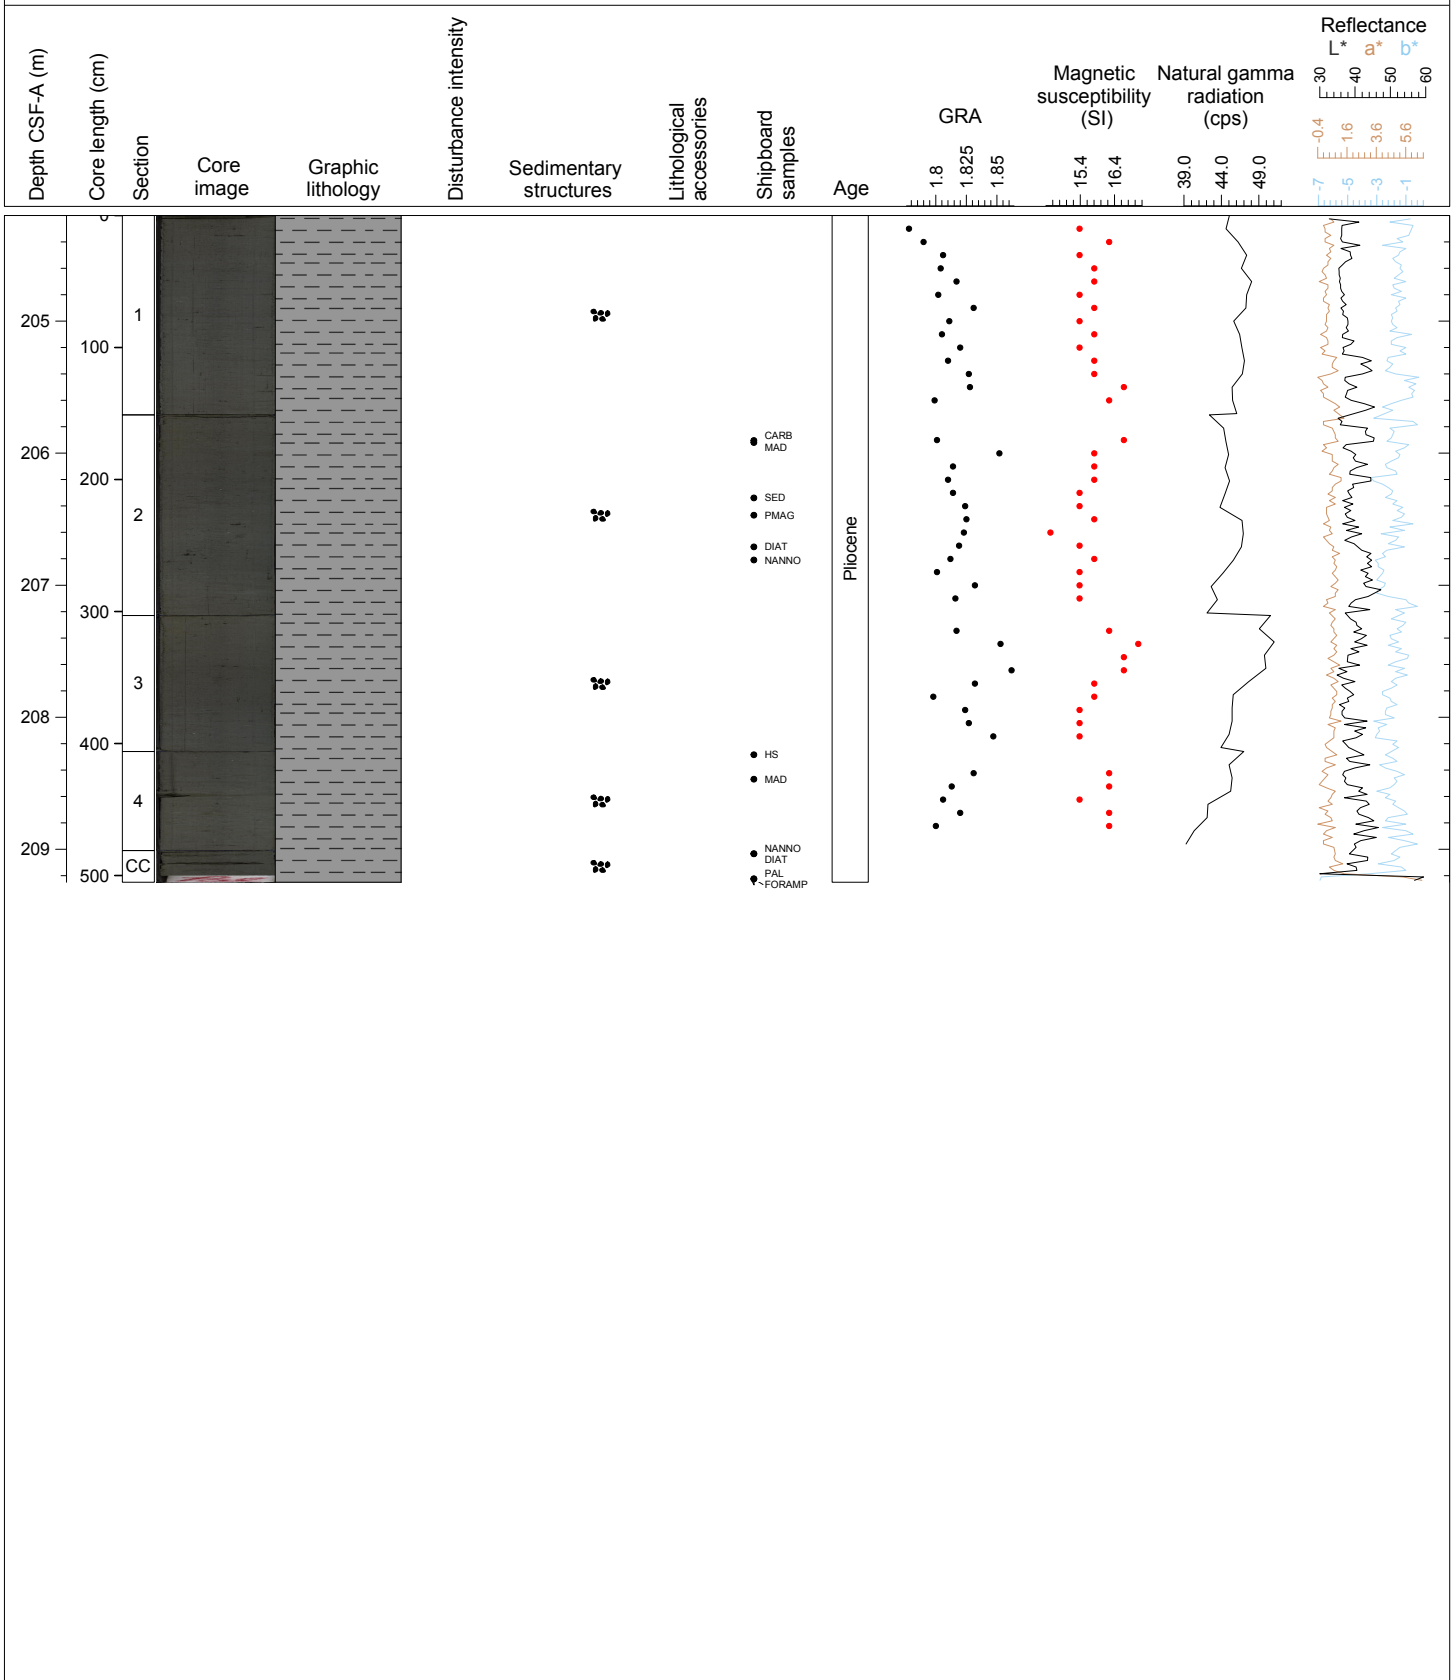 Depth CSF-A (m)
Core length (cm)
Section
Core
image
Graphic
lithology
Disturbance intensity
Sedimentary
structures
Lithological
accessories
Shipboard
samples
Age
GRA
1.8
1.825
1.855
Magnetic
susceptibility
(SI)
15.4
16.4
Natural gamma
radiation
(cps)
39.0
44.0
49.0
Reflectance
L* a* b*
30
40
50
60
-0.4
1.6
3.6
5.6
-7
-5
-3
-1
0
205
100
206
200
207
300
208
400
209
500
1
2
3
4
CC
CARB
MAD
SED
PMAG
DIAT
NANNO
HS
MAD
NANNO
DIAT
PAL
FORAMP
Pliocene